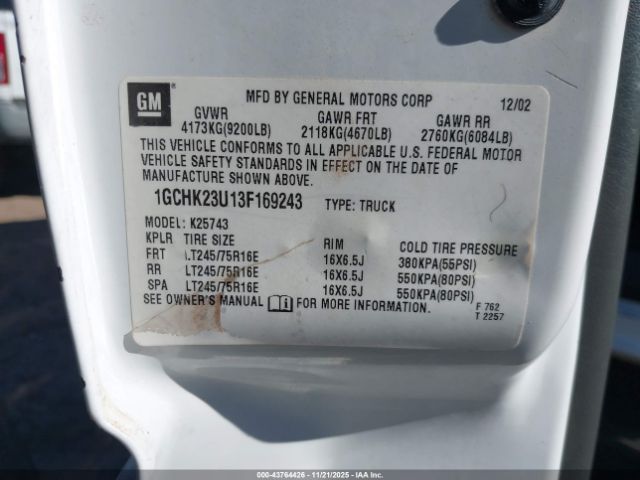 GM
MFD BY GENERAL MOTORS CORP 12/02
GVWR GAWR FRT GAWR RR
4173KG(9200LB) 2118KG(4670LB) 2760KG(6084LB)
THIS VEHICLE CONFORMS TO ALL APPLICABLE U.S. FEDERAL MOTOR
VEHICLE SAFETY STANDARDS IN EFFECT ON THE DATE OF
MANUFACTURE SHOWN ABOVE.
1GCHK23U13F169243 TYPE: TRUCK
MODEL: K25743
KPLR TIRE SIZE RIM COLD TIRE PRESSURE
FRT LT245/75R16E 16X6.5J 380KPA(55PSI)
RR LT245/75R16E 16X6.5J 550KPA(80PSI)
SPA LT245/75R16E 16X6.5J 550KPA(80PSI)
SEE OWNER'S MANUAL FOR MORE INFORMATION.
F 762
T 2257
000-43764426 - 11/21/2025 - IAAI.COM